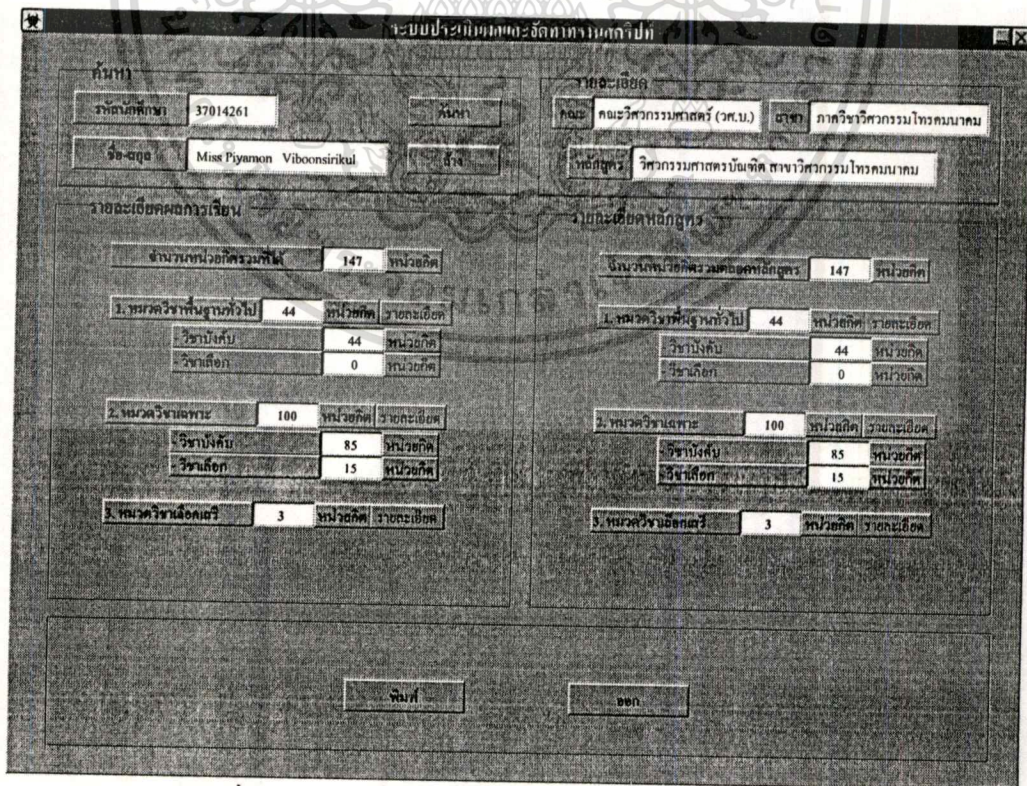 ระบบประเมินผลและจัดทำทรานสคริปท์
ค้นหา
รหัสนักศึกษา 37014261 ค้นหา
ชื่อ-สกุล Miss Piyamon Viboonsirikul ล้าง
รายละเอียด
คณะ คณะวิศวกรรมศาสตร์ (วศ.บ.) สาขา ภาควิชาวิศวกรรมโทรคมนาคม
หลักสูตร วิศวกรรมศาสตรบัณฑิต สาขาวิศวกรรมโทรคมนาคม
รายละเอียดผลการเรียน
จำนวนหน่วยกิตรวมที่ได้ 147 หน่วยกิต
1. หมวดวิชาพื้นฐานทั่วไป 44 หน่วยกิต รายละเอียด
- วิชาบังคับ 44 หน่วยกิต
- วิชาเลือก 0 หน่วยกิต
2. หมวดวิชาเฉพาะ 100 หน่วยกิต รายละเอียด
- วิชาบังคับ 85 หน่วยกิต
- วิชาเลือก 15 หน่วยกิต
3. หมวดวิชาเลือกเสรี 3 หน่วยกิต รายละเอียด
รายละเอียดหลักสูตร
จำนวนหน่วยกิตรวมตลอดหลักสูตร 147 หน่วยกิต
1. หมวดวิชาพื้นฐานทั่วไป 44 หน่วยกิต รายละเอียด
- วิชาบังคับ 44 หน่วยกิต
- วิชาเลือก 0 หน่วยกิต
2. หมวดวิชาเฉพาะ 100 หน่วยกิต รายละเอียด
- วิชาบังคับ 85 หน่วยกิต
- วิชาเลือก 15 หน่วยกิต
3. หมวดวิชาเลือกเสรี 3 หน่วยกิต รายละเอียด
พิมพ์ ออก